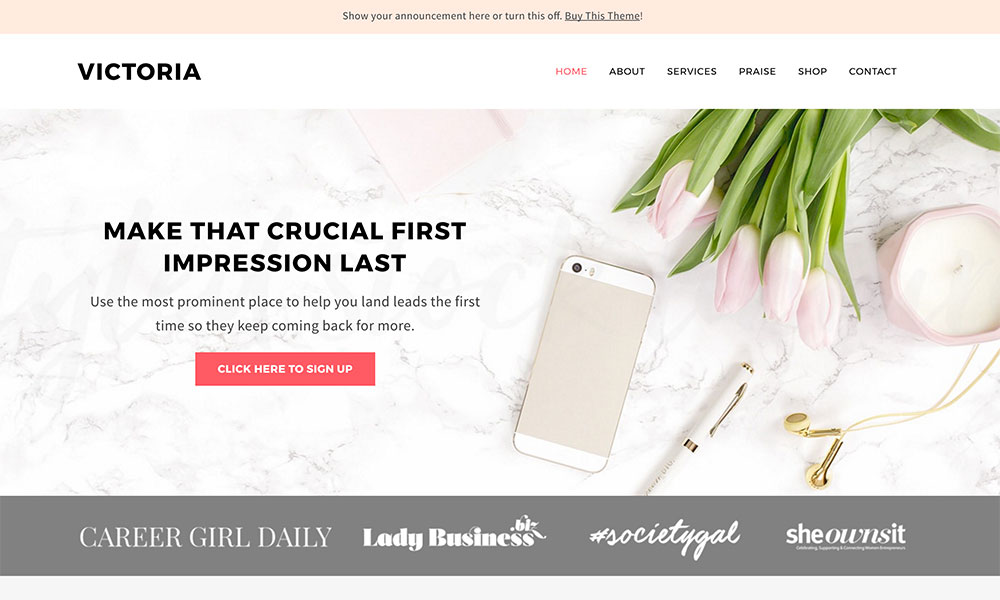 Show your announcement here or turn this off. Buy This Theme!
VICTORIA
HOME ABOUT SERVICES PRAISE SHOP CONTACT
MAKE THAT CRUCIAL FIRST
IMPRESSION LAST
Use the most prominent place to help you land leads the first
time so they keep coming back for more.
CLICK HERE TO SIGN UP
CAREER GIRL DAILY Lady Business .biz #societygal she ownsit
Celebrating, Supporting & Connecting Women Entrepreneurs